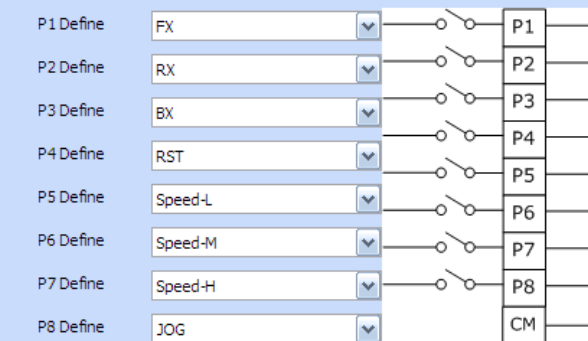 P1 Define FX P1
P2 Define RX P2
P3 Define BX P3
P4 Define RST P4
P5 Define Speed-L P5
P6 Define Speed-M P6
P7 Define Speed-H P7
P8 Define JOG P8
CM